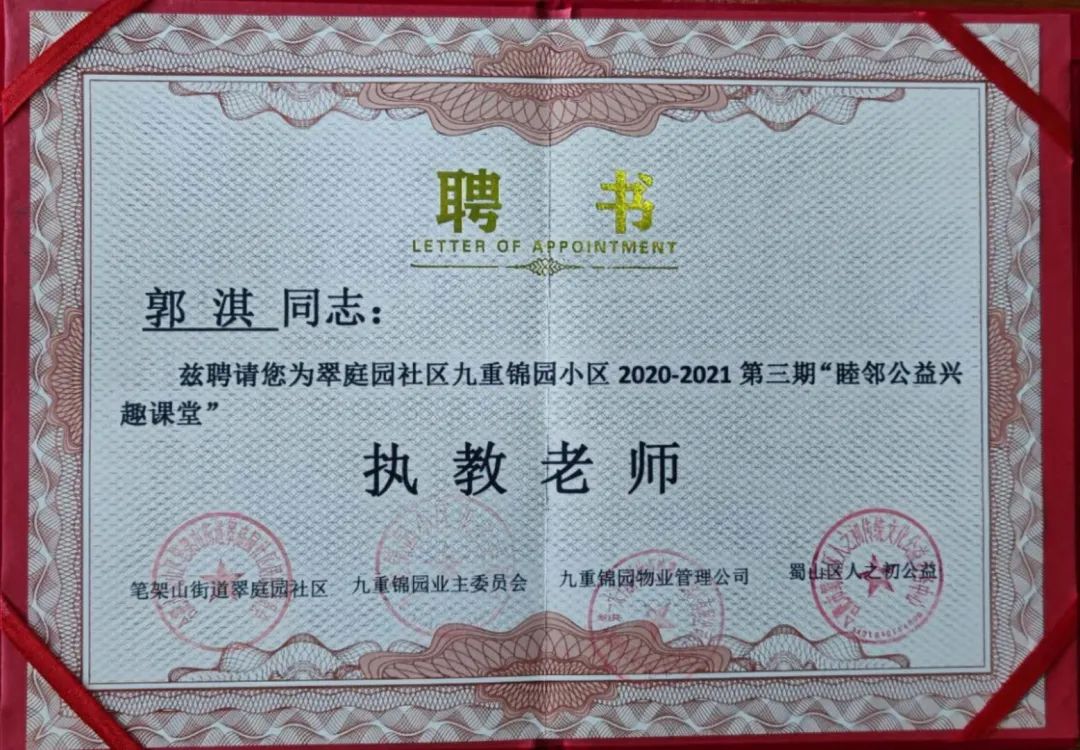 聘 书
LETTER OF APPOINTMENT
郭 淇 同志：
兹聘请您为翠庭园社区九重锦园小区 2020-2021 第三期“睦邻公益兴
趣课堂”
执 教 老 师
笔架山街道翠庭园社区 九重锦园业主委员会 九重锦园物业管理公司 蜀山区人之初公益